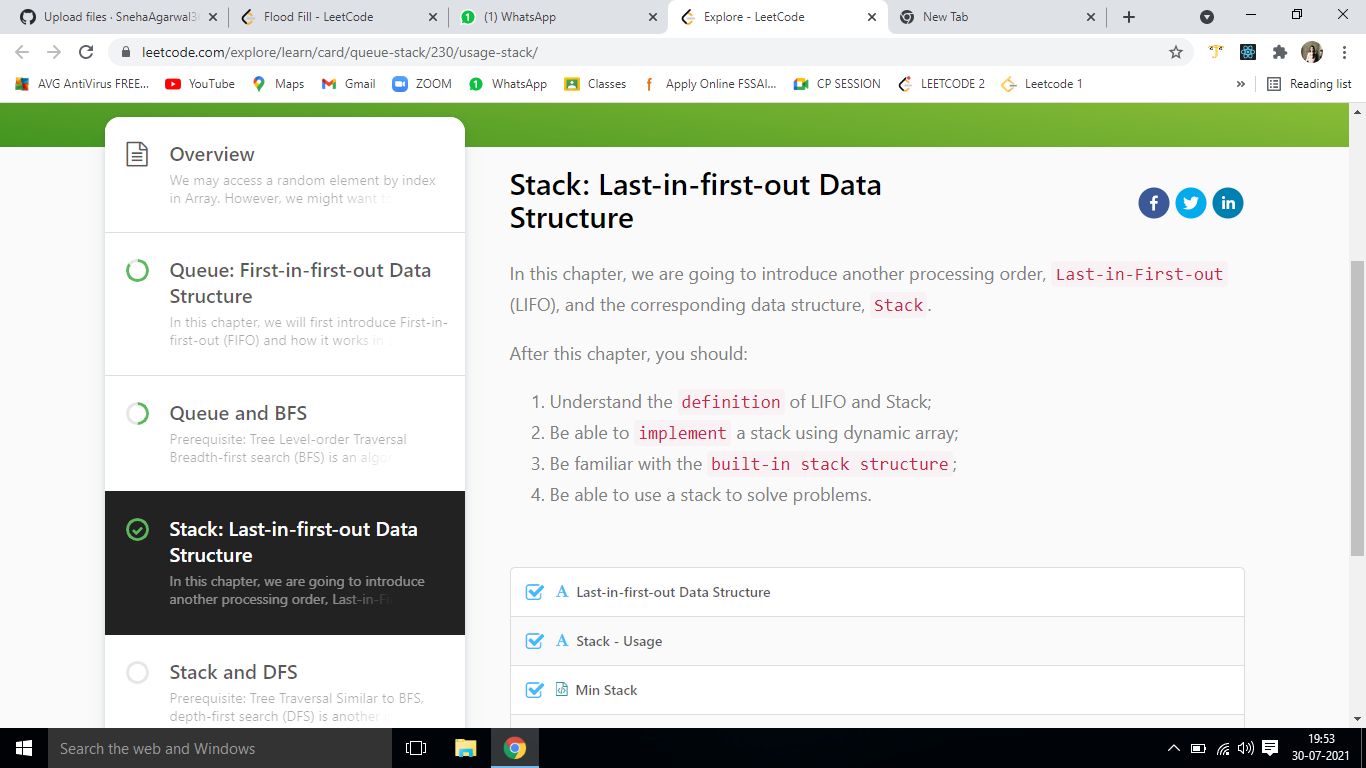 Upload files · SnehaAgarwal3
Flood Fill - LeetCode
(1) WhatsApp
Explore - LeetCode
New Tab
leetcode.com/explore/learn/card/queue-stack/230/usage-stack/
AVG AntiVirus FREE...
YouTube
Maps
Gmail
ZOOM
1 WhatsApp
Classes
Apply Online FSSAI...
CP SESSION
LEETCODE 2
Leetcode 1
»
Reading list
Overview
We may access a random element by index
in Array. However, we might want
Queue: First-in-first-out Data
Structure
In this chapter, we will first introduce First-in-
first-out (FIFO) and how it works in
Queue and BFS
Prerequisite: Tree Level-order Traversal
Breadth-first search (BFS) is an
Stack: Last-in-first-out Data
Structure
In this chapter, we are going to introduce
another processing order, Last-in-Fi
Stack and DFS
Prerequisite: Tree Traversal Similar to BFS,
depth-first search (DFS) is another
Stack: Last-in-first-out Data
Structure
In this chapter, we are going to introduce another processing order, Last-in-First-out
(LIFO), and the corresponding data structure, Stack.
After this chapter, you should:
1. Understand the definition of LIFO and Stack;
2. Be able to implement a stack using dynamic array;
3. Be familiar with the built-in stack structure;
4. Be able to use a stack to solve problems.
A Last-in-first-out Data Structure
A Stack - Usage
Min Stack
Search the web and Windows
19:53
30-07-2021